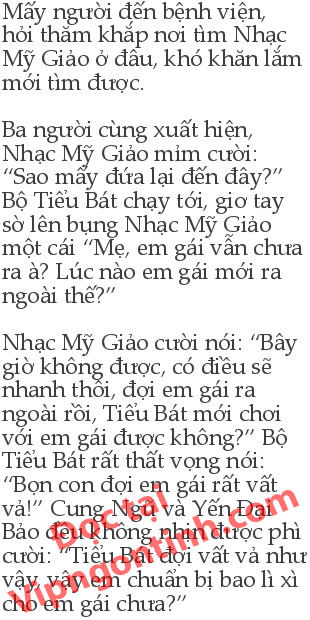 Mấy người đến bệnh viện,
hỏi thăm khắp nơi tìm Nhạc
Mỹ Giảo ở đâu, khó khăn lắm
mới tìm được.

Ba người cùng xuất hiện,
Nhạc Mỹ Giảo mỉm cười:
“Sao mấy đứa lại đến đây?”
Bộ Tiểu Bát chạy tới, giơ tay
sờ lên bụng Nhạc Mỹ Giảo
một cái “Mẹ, em gái vẫn chưa
ra à? Lúc nào em gái mới ra
ngoài thế?”

Nhạc Mỹ Giảo cười nói: “Bây
giờ không được, có điều sẽ
nhanh thôi, đợi em gái ra
ngoài rồi, Tiểu Bát mới chơi
với em gái được không?” Bộ
Tiểu Bát rất thất vọng nói:
“Bọn con đợi em gái rất vất
vả!” Cung Ngũ và Yến Đại
Bảo đều không nhịn được phì
cười: “Tiểu Bát đợi vất vả như
vậy, vậy em chuẩn bị bao lì xì
cho em gái chưa?”
Đọc tại
Vipngontinh.com